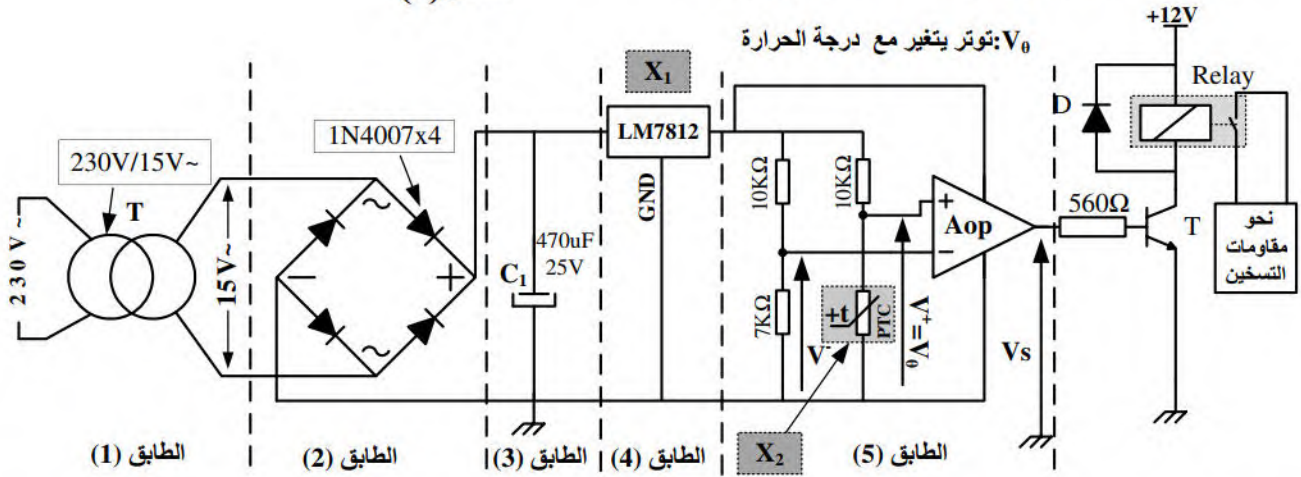 +12V
V₀:توتر يتغير مع درجة الحرارة
X₁
Relay
D
1N4007x4
LM7812
230V/15V~
T
~
10KΩ
10KΩ
+
560Ω
GND
Aop
T
نحو
مقاومات
التسخين
230V~
15V~
−
+
470uF
25V
C₁
−
7KΩ
+t
PTC
V⁻
V⁺=Vθ
Vs
~
X₂
الطابق (1)
الطابق (2)
الطابق (3)
الطابق (4)
الطابق (5)